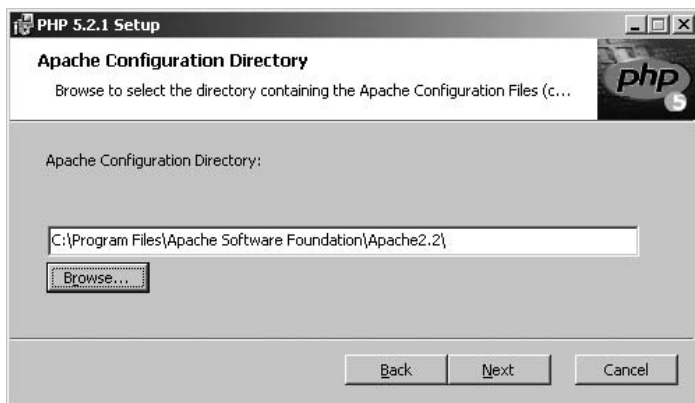 PHP 5.2.1 Setup
Apache Configuration Directory
Browse to select the directory containing the Apache Configuration Files (c...
php
5
Apache Configuration Directory:
C:\Program Files\Apache Software Foundation\Apache2.2\
Browse...
Back
Next
Cancel